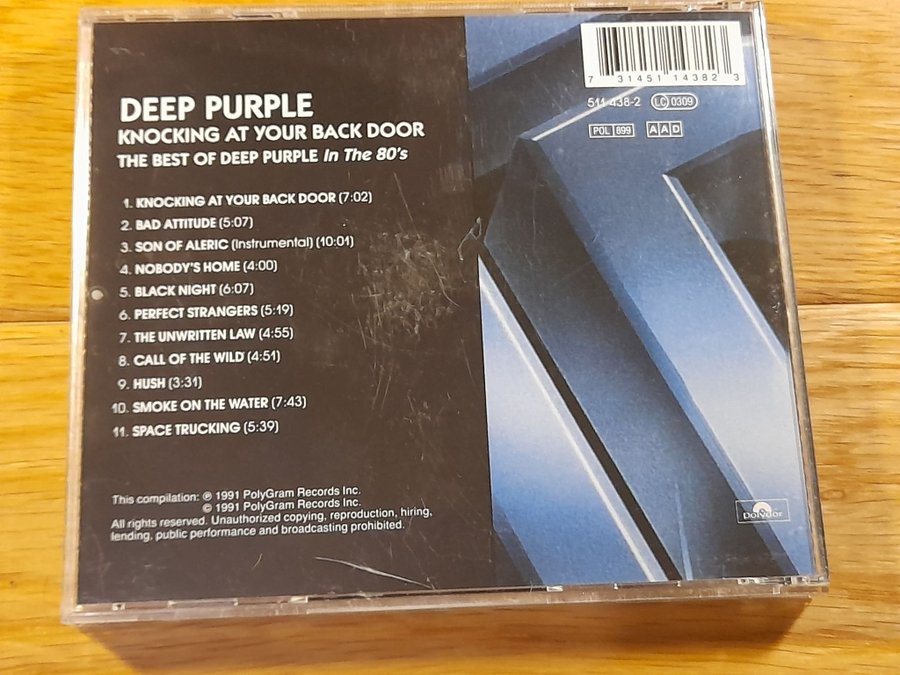 7 31451 14382 3
511 438-2 LC 0309
POL 899 AAD
DEEP PURPLE
KNOCKING AT YOUR BACK DOOR
THE BEST OF DEEP PURPLE In The 80's
1. KNOCKING AT YOUR BACK DOOR (7:02)
2. BAD ATTITUDE (5:07)
3. SON OF ALERIC (Instrumental) (10:01)
4. NOBODY'S HOME (4:00)
5. BLACK NIGHT (6:07)
6. PERFECT STRANGERS (5:19)
7. THE UNWRITTEN LAW (4:55)
8. CALL OF THE WILD (4:51)
9. HUSH (3:31)
10. SMOKE ON THE WATER (7:43)
11. SPACE TRUCKING (5:39)
This compilation: ℗ 1991 PolyGram Records Inc.
© 1991 PolyGram Records Inc.
All rights reserved. Unauthorized copying, reproduction, hiring,
lending, public performance and broadcasting prohibited.
Polydor